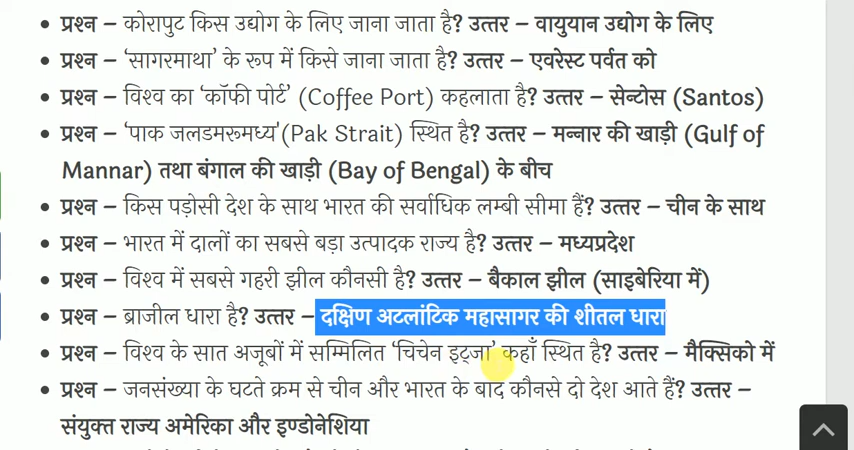 • प्रश्न – कोरापुट किस उद्योग के लिए जाना जाता है? उत्तर – वायुयान उद्योग के लिए
• प्रश्न – ‘सागरमाथा’ के रूप में किसे जाना जाता है? उत्तर – एवरेस्ट पर्वत को
• प्रश्न – विश्व का ‘कॉफी पोर्ट’ (Coffee Port) कहलाता है? उत्तर – सेन्टोस (Santos)
• प्रश्न – ‘पाक जलडमरूमध्य'(Pak Strait) स्थित है? उत्तर – मन्नार की खाड़ी (Gulf of
Mannar) तथा बंगाल की खाड़ी (Bay of Bengal) के बीच
• प्रश्न – किस पड़ोसी देश के साथ भारत की सर्वाधिक लम्बी सीमा हैं? उत्तर – चीन के साथ
• प्रश्न – भारत में दालों का सबसे बड़ा उत्पादक राज्य है? उत्तर – मध्यप्रदेश
• प्रश्न – विश्व में सबसे गहरी झील कौनसी है? उत्तर – बैकाल झील (साइबेरिया में)
• प्रश्न – ब्राजील धारा है? उत्तर – दक्षिण अटलांटिक महासागर की शीतल धारा
• प्रश्न – विश्व के सात अजूबों में सम्मिलित ‘चिचेन इट्जा’ कहाँ स्थित है? उत्तर – मैक्सिको में
• प्रश्न – जनसंख्या के घटते क्रम से चीन और भारत के बाद कौनसे दो देश आते हैं? उत्तर –
संयुक्त राज्य अमेरिका और इण्डोनेशिया